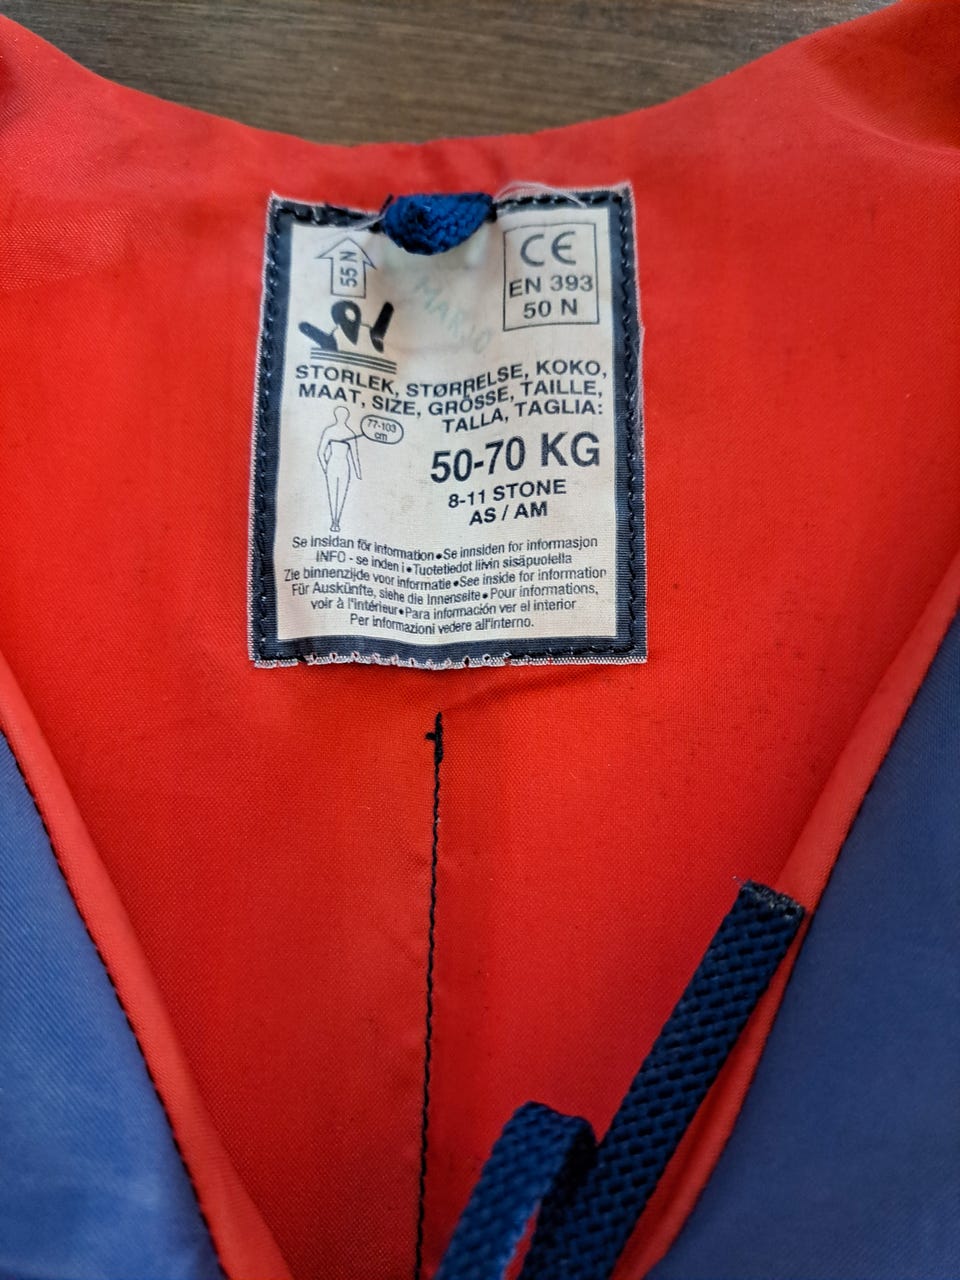 55 N
CE
EN 393
50 N
MARJO
STORLEK, STØRRELSE, KOKO,
MAAT, SIZE, GRÖSSE, TAILLE,
TALLA, TAGLIA:
77-103
cm
50-70 KG
8-11 STONE
AS / AM
Se insidan för information • Se innsiden for informasjon
INFO - se inden i • Tuotetiedot liivin sisäpuolella
Zie binnenzijde voor informatie • See inside for information
Für Auskünfte, siehe die Innenseite • Pour informations,
voir à l'intérieur • Para información ver el interior
Per informazioni vedere all'interno.